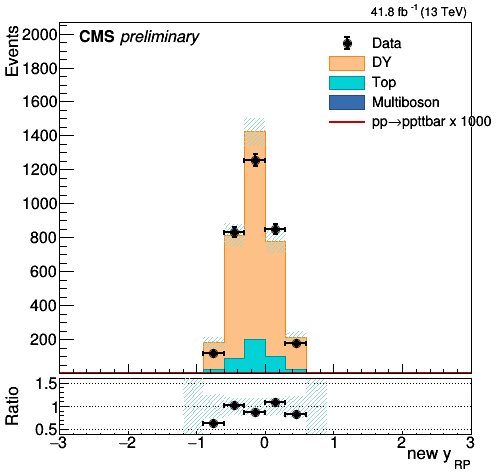 41.8 fb⁻¹ (13 TeV)
CMS preliminary
Events
2000
1800
1600
1400
1200
1000
800
600
400
200
Data
DY
Top
Multiboson
pp→ppttbar x 1000
Ratio
1.5
1
0.5
−3 −2 −1 0 1 2 3
new y_RP